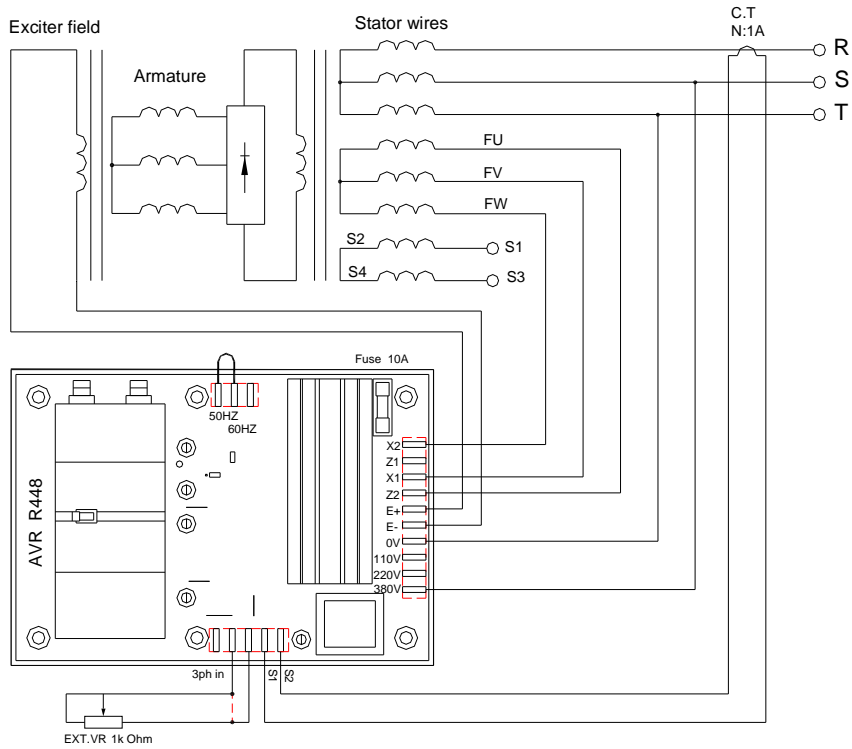 Exciter field
Stator wires
C.T
N:1A
R
Armature
S
T
FU
FV
FW
S2
S1
S4
S3
Fuse 10A
50HZ
60HZ
X2
Z1
X1
Z2
E+
E-
0V
110V
220V
380V
AVR R448
3ph in
S1
S2
EXT.VR 1k Ohm